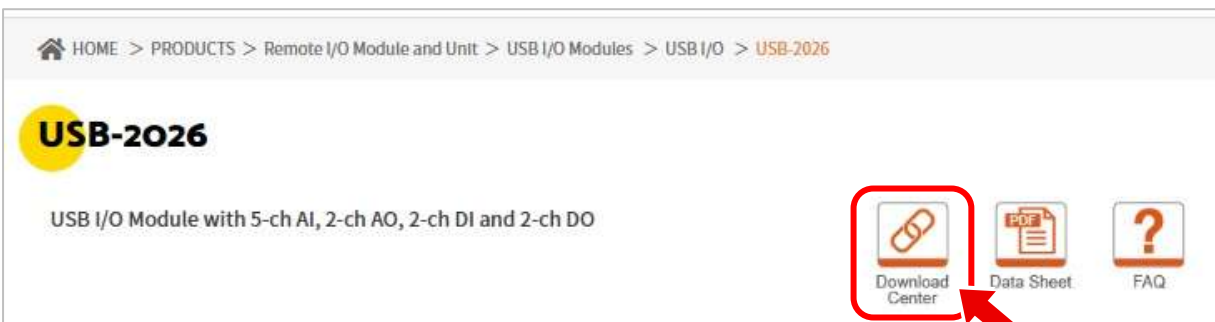 HOME > PRODUCTS > Remote I/O Module and Unit > USB I/O Modules > USB I/O > USB-2026
USB-2026
USB I/O Module with 5-ch AI, 2-ch AO, 2-ch DI and 2-ch DO
PDF
?
Download
Center
Data Sheet
FAQ